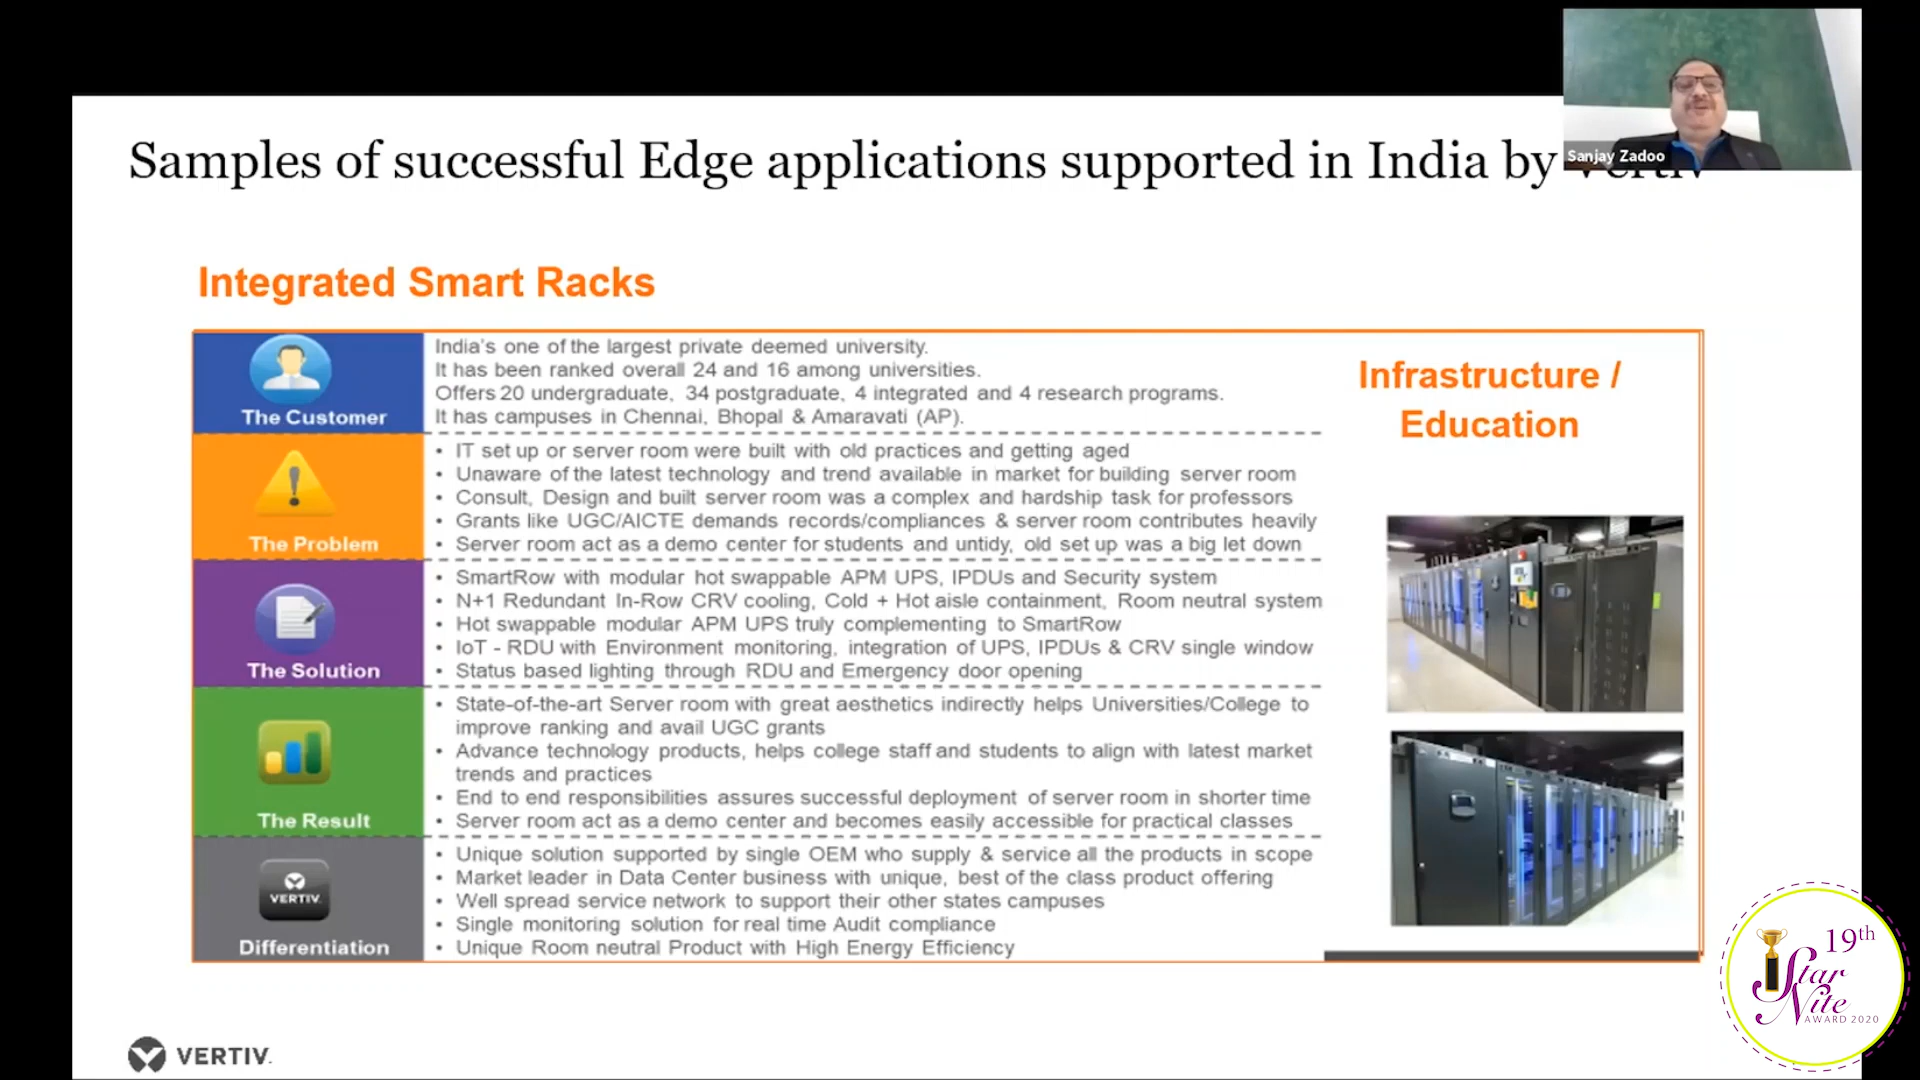 Samples of successful Edge applications supported in India by
Sanjay Zadoo
Integrated Smart Racks
The Customer
India's one of the largest private deemed university.
It has been ranked overall 24 and 16 among universities.
Offers 20 undergraduate, 34 postgraduate, 4 integrated and 4 research programs.
It has campuses in Chennai, Bhopal & Amaravati (AP).
Infrastructure /
Education
The Problem
• IT set up or server room were built with old practices and getting aged
• Unaware of the latest technology and trend available in market for building server room
• Consult, Design and built server room was a complex and hardship task for professors
• Grants like UGC/AICTE demands records/compliances & server room contributes heavily
• Server room act as a demo center for students and untidy, old set up was a big let down
The Solution
• SmartRow with modular hot swappable APM UPS, IPDUs and Security system
• N+1 Redundant In-Row CRV cooling, Cold + Hot aisle containment, Room neutral system
• Hot swappable modular APM UPS truly complementing to SmartRow
• IoT - RDU with Environment monitoring, integration of UPS, IPDUs & CRV single window
• Status based lighting through RDU and Emergency door opening
The Result
• State-of-the-art Server room with great aesthetics indirectly helps Universities/College to
improve ranking and avail UGC grants
• Advance technology products, helps college staff and students to align with latest market
trends and practices
• End to end responsibilities assures successful deployment of server room in shorter time
• Server room act as a demo center and becomes easily accessible for practical classes
VERTIV.
Differentiation
• Unique solution supported by single OEM who supply & service all the products in scope
• Market leader in Data Center business with unique, best of the class product offering
• Well spread service network to support their other states campuses
• Single monitoring solution for real time Audit compliance
• Unique Room neutral Product with High Energy Efficiency
VERTIV.
19th
Star
Nite
AWARD 2020